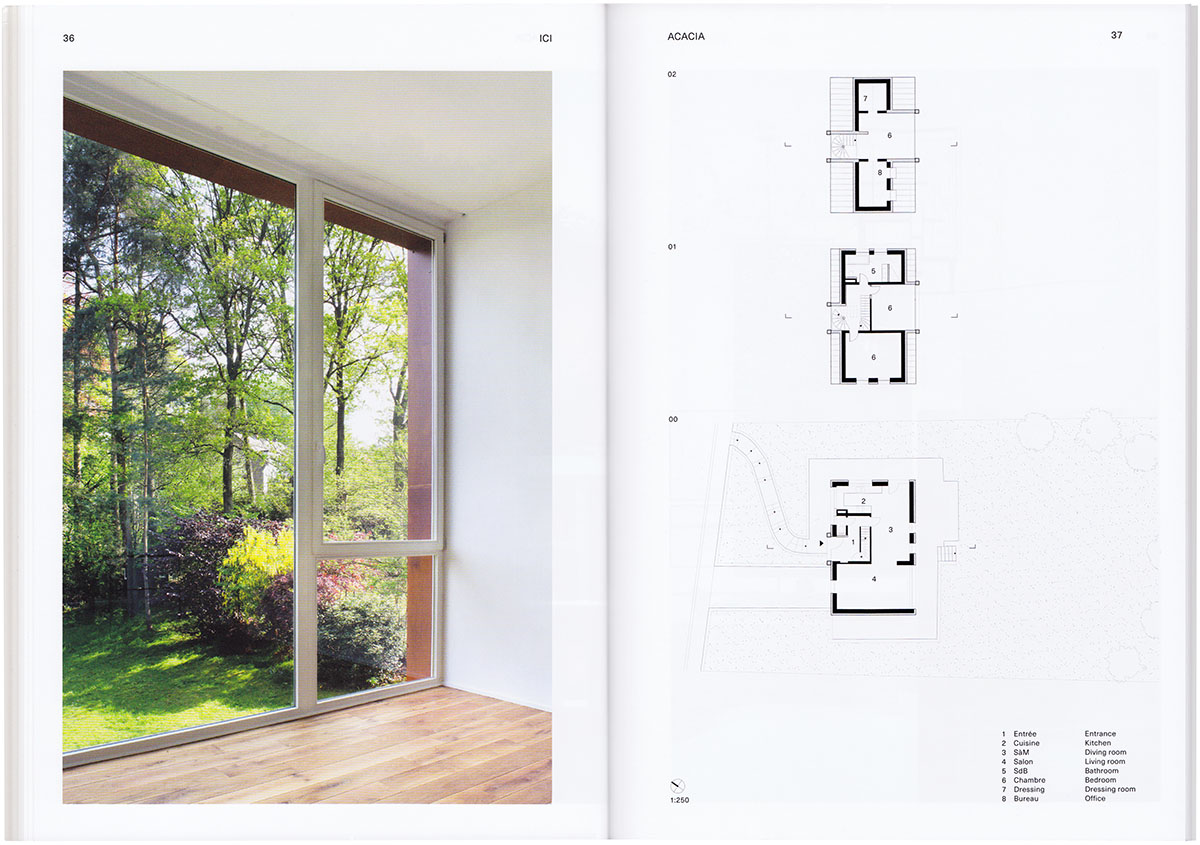 36
ICI
ACACIA
37
02
7
6
8
01
5
6
6
00
2
3
1
4
1 Entrée Entrance
2 Cuisine Kitchen
3 SàM Diving room
4 Salon Living room
5 SdB Bathroom
6 Chambre Bedroom
7 Dressing Dressing room
8 Bureau Office
1:250